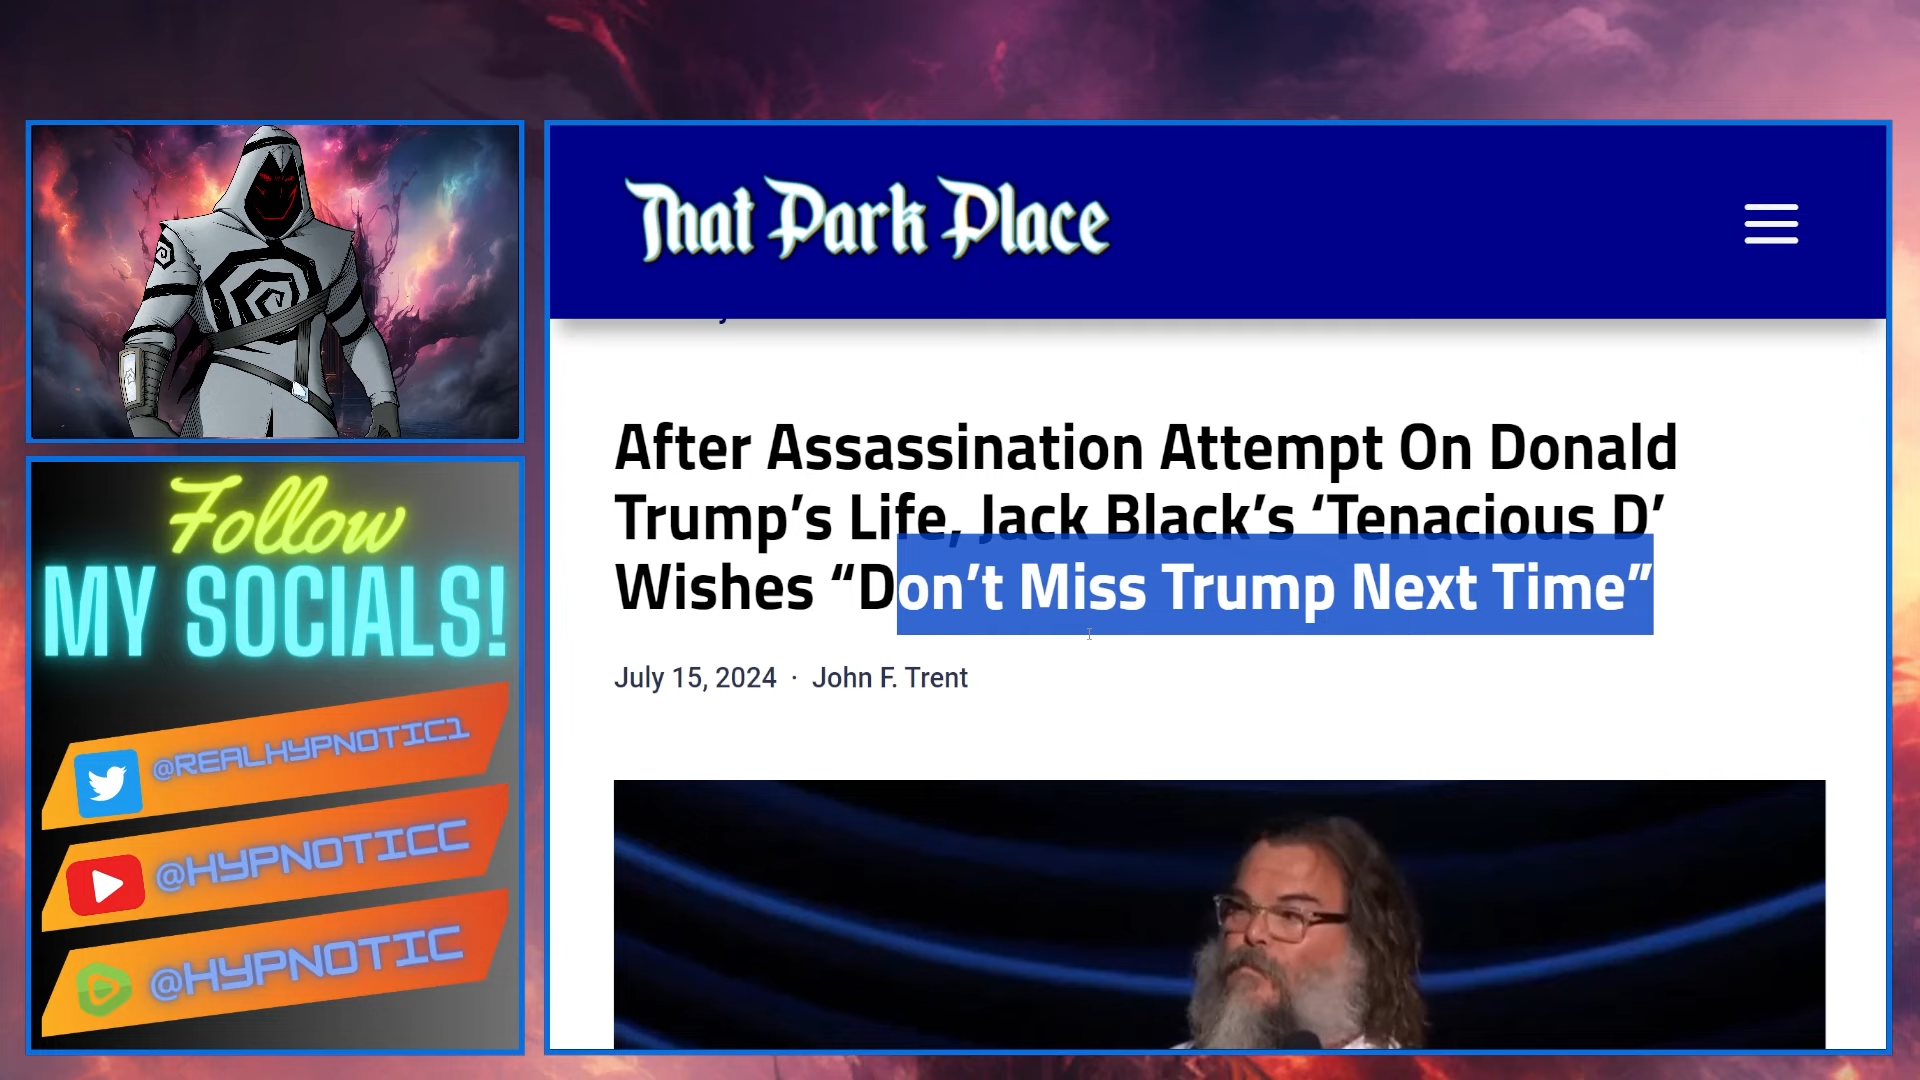 That Park Place
After Assassination Attempt On Donald
Trump’s Life, Jack Black’s ‘Tenacious D’
Wishes “Don’t Miss Trump Next Time”
July 15, 2024 · John F. Trent
Follow
MY SOCIALS!
@REALHYPNOTIC1
@HYPNOTICC
@HYPNOTIC